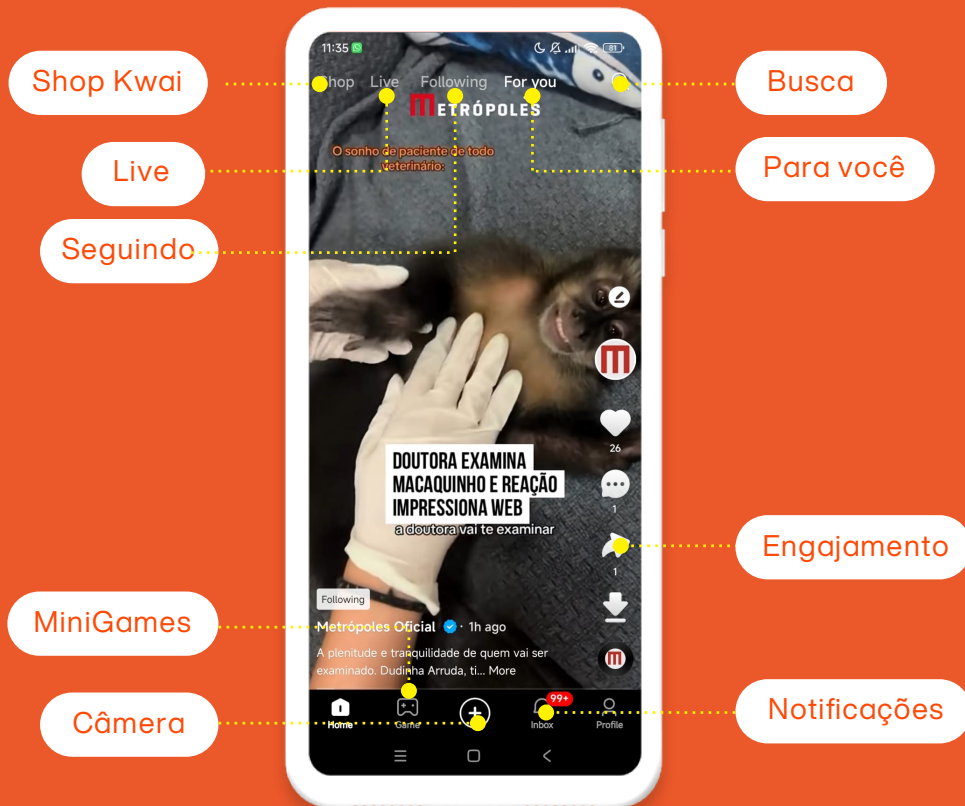 Shop Kwai
Live
Seguindo
MiniGames
Câmera
Busca
Para você
Engajamento
Notificações
11:35
81
Shop Live Following For you
METRÓPOLES
O sonho de paciente de todo
veterinário:
26
1
1
DOUTORA EXAMINA
MACAQUINHO E REAÇÃO
IMPRESSIONA WEB
a doutora vai te examinar
Following
Metrópoles Oficial · 1h ago
A plenitude e tranquilidade de quem vai ser
examinado. Dudinha Arruda, ti... More
99+
Home Game Inbox Profile